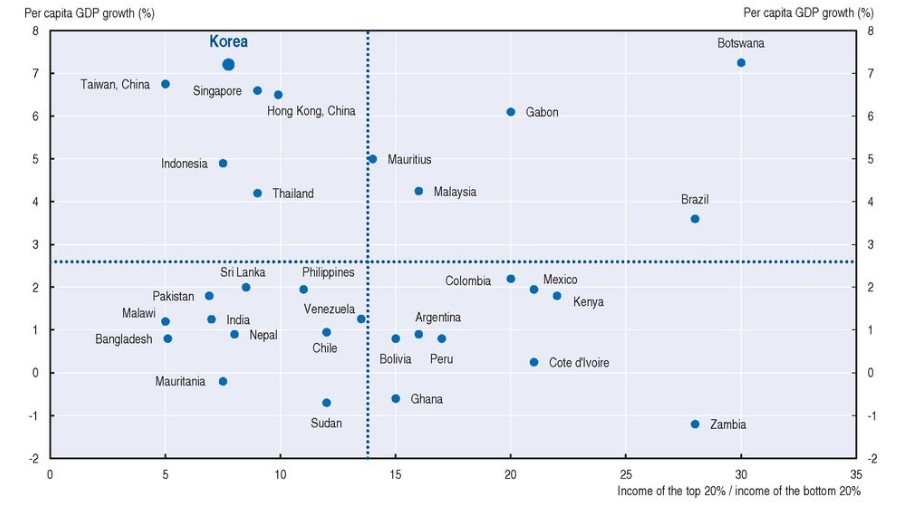 Per capita GDP growth (%)
Per capita GDP growth (%)
8
8
Korea
Botswana
7
7
Taiwan, China
Singapore
Hong Kong, China
Gabon
6
6
5
5
Indonesia
Mauritius
Thailand
Malaysia
4
4
Brazil
3
3
Sri Lanka
Philippines
Colombia
Mexico
2
2
Pakistan
Kenya
Malawi
India
Venezuela
Argentina
1
1
Bangladesh
Nepal
Chile
Bolivia
Peru
Cote d'Ivoire
0
0
Mauritania
Ghana
-1
-1
Sudan
Zambia
-2
-2
0
5
10
15
20
25
30
35
Income of the top 20% / income of the bottom 20%